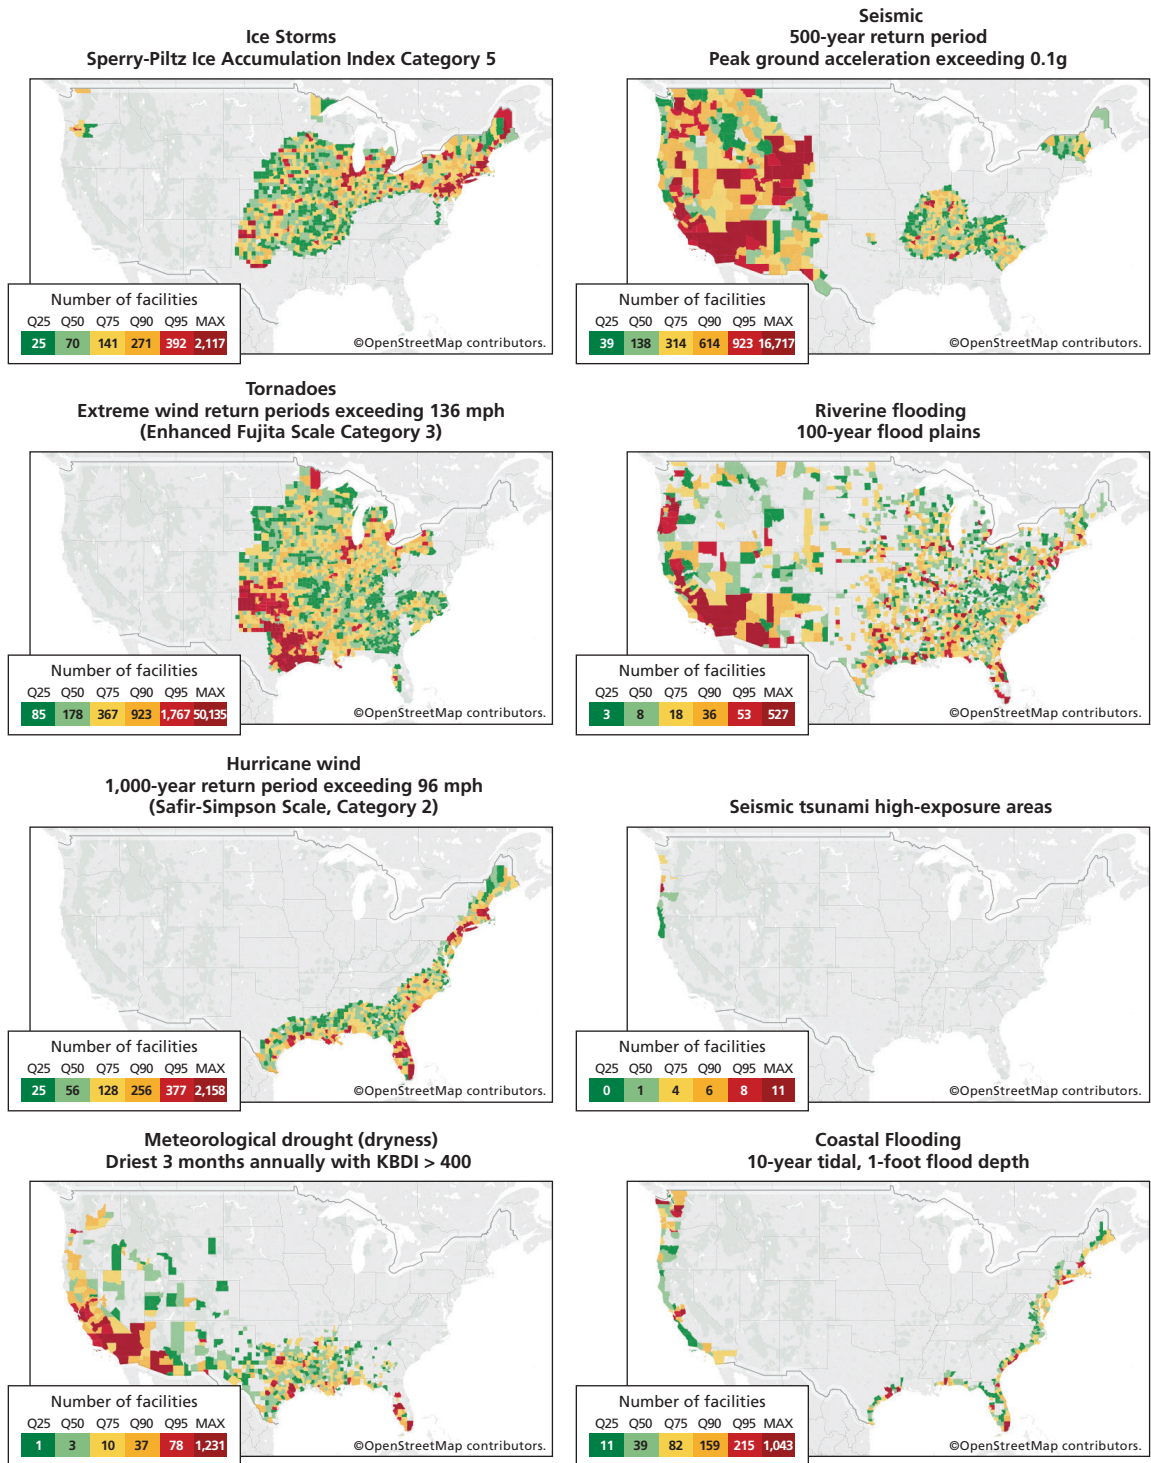 Ice Storms
Sperry-Piltz Ice Accumulation Index Category 5
Number of facilities
Q25 Q50 Q75 Q90 Q95 MAX
25 70 141 271 392 2,117
©OpenStreetMap contributors.
Seismic
500-year return period
Peak ground acceleration exceeding 0.1g
Number of facilities
Q25 Q50 Q75 Q90 Q95 MAX
39 138 314 614 923 16,717
©OpenStreetMap contributors.
Tornadoes
Extreme wind return periods exceeding 136 mph
(Enhanced Fujita Scale Category 3)
Number of facilities
Q25 Q50 Q75 Q90 Q95 MAX
85 178 367 923 1,767 50,135
©OpenStreetMap contributors.
Riverine flooding
100-year flood plains
Number of facilities
Q25 Q50 Q75 Q90 Q95 MAX
3 8 18 36 53 527
©OpenStreetMap contributors.
Hurricane wind
1,000-year return period exceeding 96 mph
(Safir-Simpson Scale, Category 2)
Number of facilities
Q25 Q50 Q75 Q90 Q95 MAX
25 56 128 256 377 2,158
©OpenStreetMap contributors.
Seismic tsunami high-exposure areas
Number of facilities
Q25 Q50 Q75 Q90 Q95 MAX
0 1 4 6 8 11
©OpenStreetMap contributors.
Meteorological drought (dryness)
Driest 3 months annually with KBDI > 400
Number of facilities
Q25 Q50 Q75 Q90 Q95 MAX
1 3 10 37 78 1,231
©OpenStreetMap contributors.
Coastal Flooding
10-year tidal, 1-foot flood depth
Number of facilities
Q25 Q50 Q75 Q90 Q95 MAX
11 39 82 159 215 1,043
©OpenStreetMap contributors.